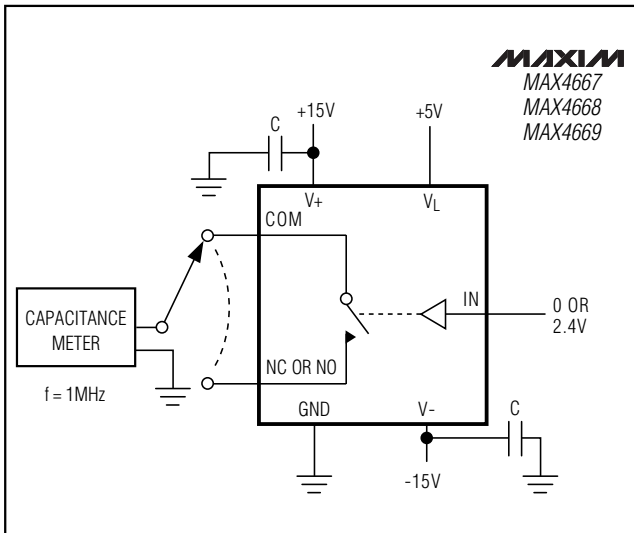 MAXIM
MAX4667
MAX4668
MAX4669
C
+15V
+5V
V+
VL
COM
IN
0 OR
2.4V
CAPACITANCE
METER
NC OR NO
f = 1MHz
GND
V-
C
-15V